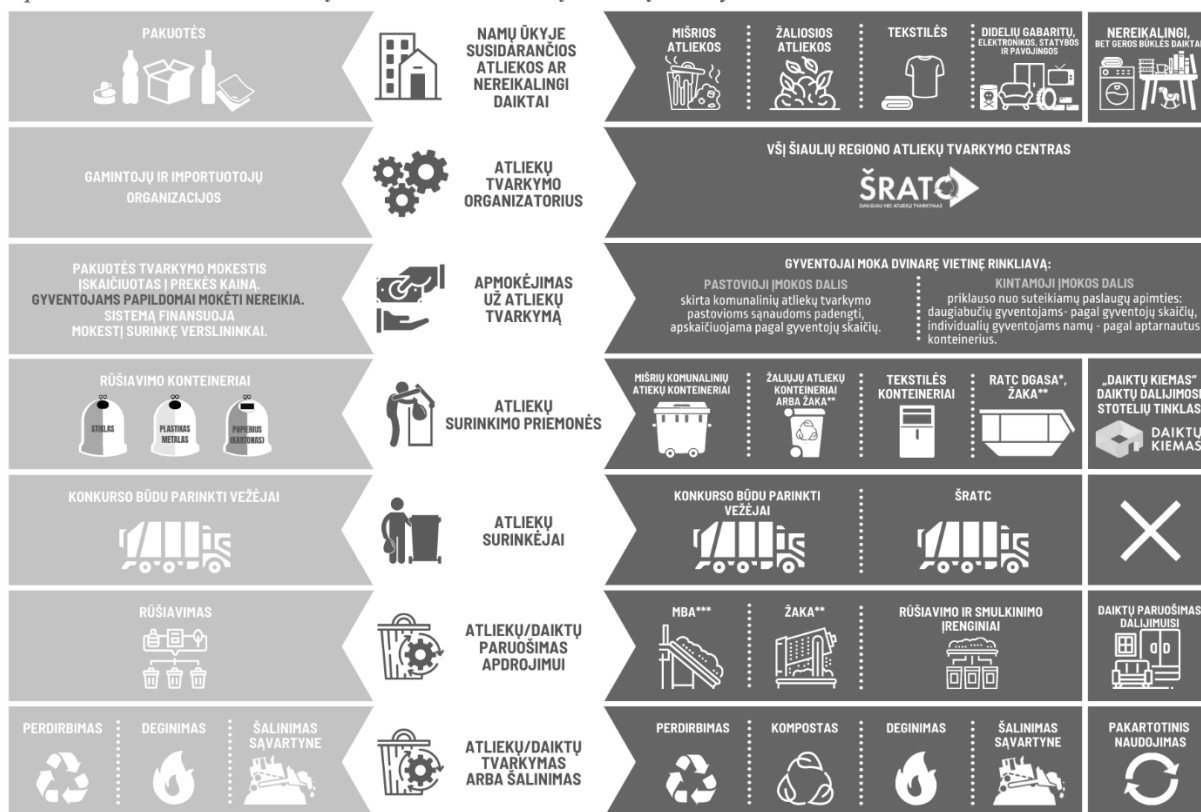 PAKUOTĖS
NAMŲ ŪKYJE
SUSIDARANČIOS
ATLIEKOS AR
NEREIKALINGI
DAIKTAI
MIŠRIOS
ATLIEKOS
ŽALIOSIOS
ATLIEKOS
TEKSTILĖS
DIDELIŲ GABARITŲ,
ELEKTRONIKOS, STATYBOS
IR PAVOJINGOS
NEREIKALINGI,
BET GEROS BŪKLĖS DAIKTAI
GAMINTOJŲ IR IMPORTUOTOJŲ
ORGANIZACIJOS
ATLIEKŲ
TVARKYMO
ORGANIZATORIUS
VŠĮ ŠIAULIŲ REGIONO ATLIEKŲ TVARKYMO CENTRAS
ŠRATC
DAUGIAU NEI ATLIEKŲ TVARKYMAS
PAKUOTĖS TVARKYMO MOKESTIS
ĮSKAIČIUOTAS Į PREKĖS KAINĄ.
GYVENTOJAMS PAPILDOMAI MOKĖTI NEREIKIA.
SISTEMĄ FINANSUOJA
MOKESTĮ SURINKĘ VERSLININKAI.
APMOKĖJIMAS
UŽ ATLIEKŲ
TVARKYMĄ
GYVENTOJAI MOKA DVINARĘ VIETINĘ RINKLIAVĄ:
PASTOVIOJI ĮMOKOS DALIS
skirta komunalinių atliekų tvarkymo
pastovioms sąnaudoms padengti,
apskaičiuojama pagal gyventojų skaičių.
KINTAMOJI ĮMOKOS DALIS
priklauso nuo suteikiamų paslaugų apimties:
daugiabučių gyventojams- pagal gyventojų skaičių,
individualių gyventojams namų - pagal aptarnautus
konteinerius.
RŪŠIAVIMO KONTEINERIAI
STIKLAS
PLASTIKAS
METALAS
POPIERIUS
(KARTONAS)
ATLIEKŲ
SURINKIMO PRIEMONĖS
MIŠRIŲ KOMUNALINIŲ
ATIEKŲ KONTEINERIAI
ŽALIŲJŲ ATLIEKŲ
KONTEINERIAI
ARBA ŽAKA**
TEKSTILĖS
KONTEINERIAI
RATC DGASA*,
ŽAKA**
„DAIKTŲ KIEMAS"
DAIKTŲ DALIJIMOSI
STOTELIŲ TINKLAS
DAIKTŲ
KIEMAS
KONKURSO BŪDU PARINKTI VEŽĖJAI
ATLIEKŲ
SURINKĖJAI
KONKURSO BŪDU PARINKTI
VEŽĖJAI
ŠRATC
RŪŠIAVIMAS
ATLIEKŲ/DAIKTŲ
PARUOŠIMAS
APDROJIMUI
MBA***
ŽAKA**
RŪŠIAVIMO IR SMULKINIMO
ĮRENGINIAI
DAIKTŲ PARUOŠIMAS
DALIJIMUISI
PERDIRBIMAS
DEGINIMAS
ŠALINIMAS
SĄVARTYNE
ATLIEKŲ/DAIKTŲ
TVARKYMAS
ARBA ŠALINIMAS
PERDIRBIMAS
KOMPOSTAS
DEGINIMAS
ŠALINIMAS
SĄVARTYNE
PAKARTOTINIS
NAUDOJIMAS